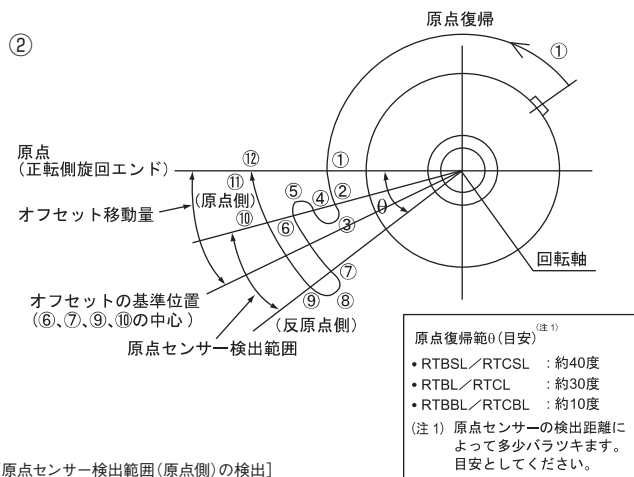 ②
原点復帰
①
原点
(正転側旋回エンド)
⑫
①
⑪
(原点側)
⑤
②
④
オフセット移動量
⑩
⑥
③
θ
回転軸
⑦
オフセットの基準位置
(⑥、⑦、⑨、⑩の中心)
⑨
⑧
(反原点側)
原点センサー検出範囲
原点復帰範θ(目安)(注 1)
• RTBSL/RTCSL :約40度
• RTBL/RTCL :約30度
• RTBBL/RTCBL :約10度
(注 1) 原点センサーの検出距離に
よって多少バラツキます。
目安としてください。
原点センサー検出範囲(原点側)の検出]